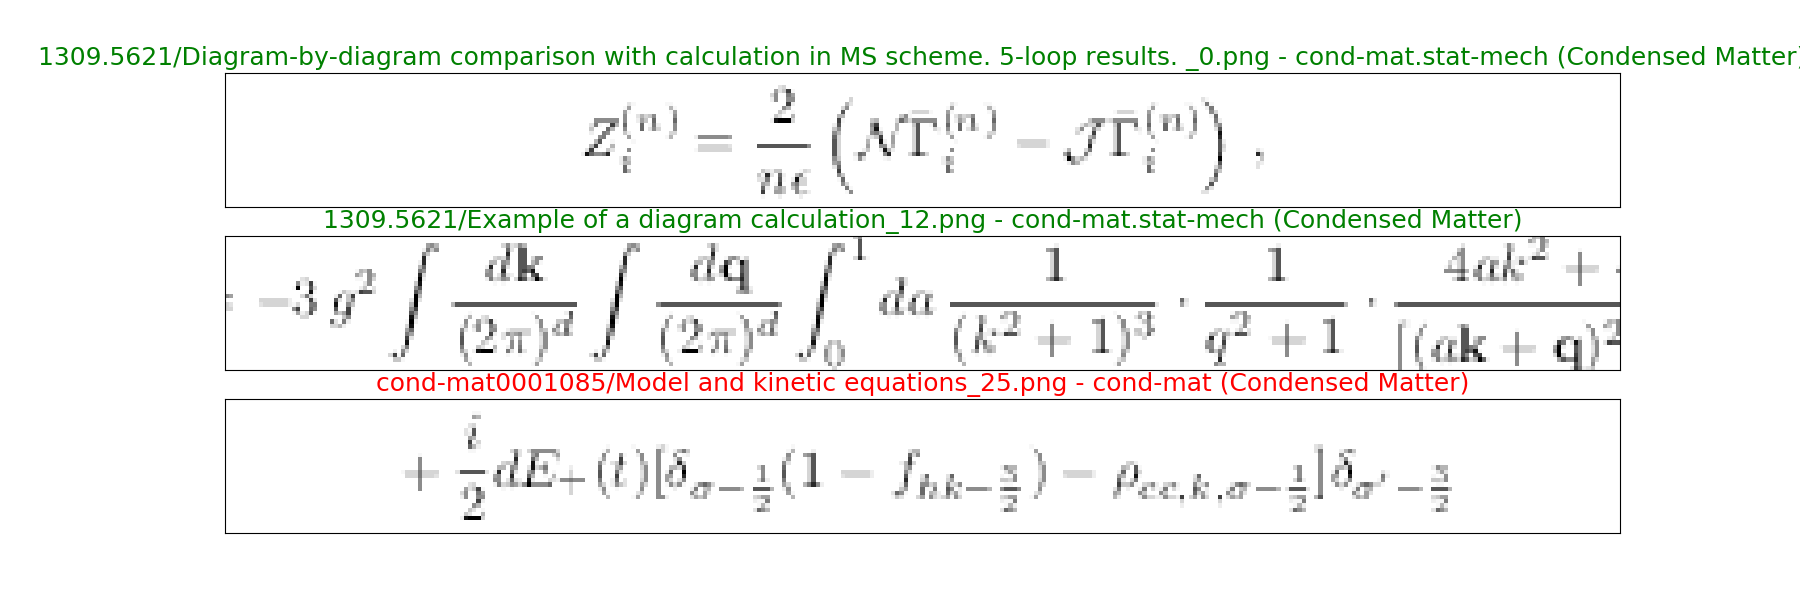 1309.5621/Diagram-by-diagram comparison with calculation in MS scheme. 5-loop results. _0.png - cond-mat.stat-mech (Condensed Matter)
Z_i^{(n)} = \frac{2}{n\epsilon} \left( \mathcal{N}\bar{\Gamma}_i^{(n)} - \mathcal{J}\bar{\Gamma}_i^{(n)} \right) ,
1309.5621/Example of a diagram calculation_12.png - cond-mat.stat-mech (Condensed Matter)
= -3 g^2 \int \frac{d\mathbf{k}}{(2\pi)^d} \int \frac{d\mathbf{q}}{(2\pi)^d} \int_0^1 da \frac{1}{(k^2 + 1)^3} \cdot \frac{1}{q^2 + 1} \cdot \frac{4ak^2 +}{[(a\mathbf{k} + \mathbf{q})^2}
cond-mat0001085/Model and kinetic equations_25.png - cond-mat (Condensed Matter)
+ \frac{i}{2} dE_+(t)[\delta_{\sigma-\frac{1}{2}}(1 - f_{hk-\frac{3}{2}}) - \rho_{cc,k,\sigma-\frac{1}{2}}]\delta_{\sigma'-\frac{3}{2}}